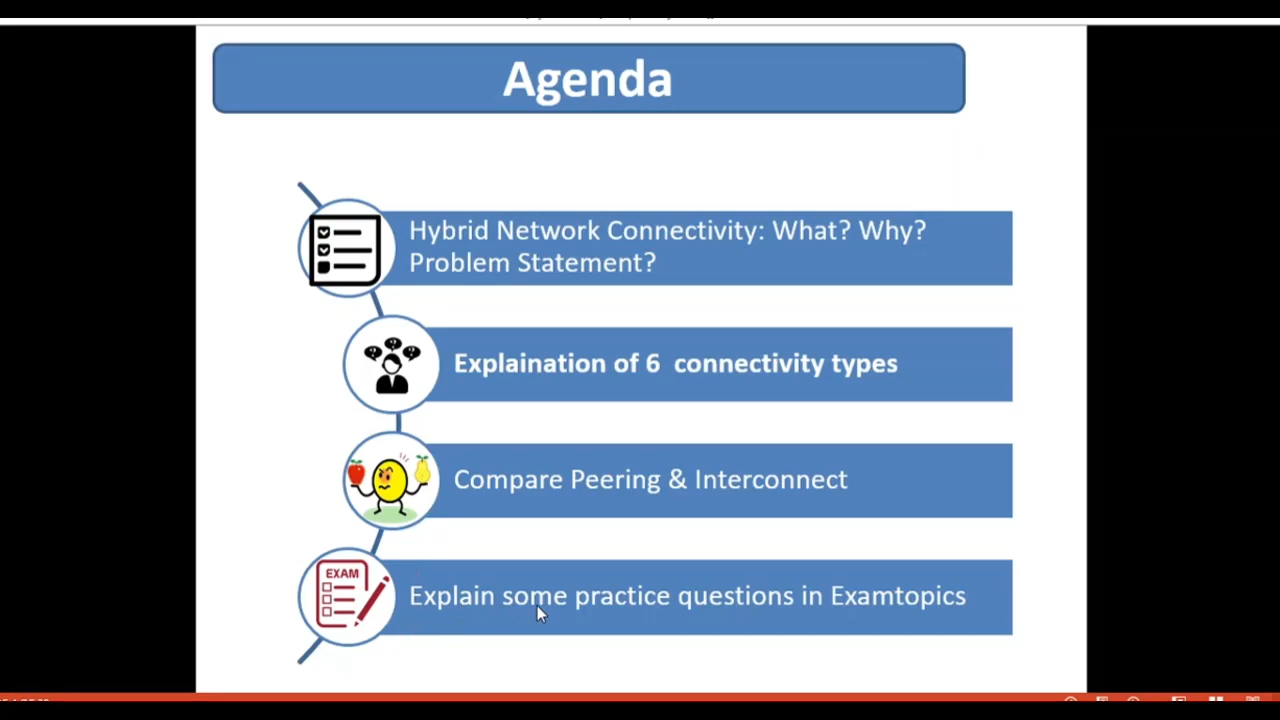 Agenda
Hybrid Network Connectivity: What? Why?
Problem Statement?
Explaination of 6  connectivity types
Compare Peering & Interconnect
EXAM
Explain some practice questions in Examtopics